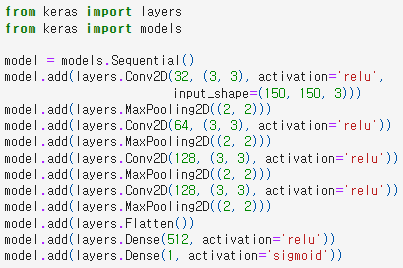 from keras import layers
from keras import models

model = models.Sequential()
model.add(layers.Conv2D(32, (3, 3), activation='relu',
                        input_shape=(150, 150, 3)))
model.add(layers.MaxPooling2D((2, 2)))
model.add(layers.Conv2D(64, (3, 3), activation='relu'))
model.add(layers.MaxPooling2D((2, 2)))
model.add(layers.Conv2D(128, (3, 3), activation='relu'))
model.add(layers.MaxPooling2D((2, 2)))
model.add(layers.Conv2D(128, (3, 3), activation='relu'))
model.add(layers.MaxPooling2D((2, 2)))
model.add(layers.Flatten())
model.add(layers.Dense(512, activation='relu'))
model.add(layers.Dense(1, activation='sigmoid'))